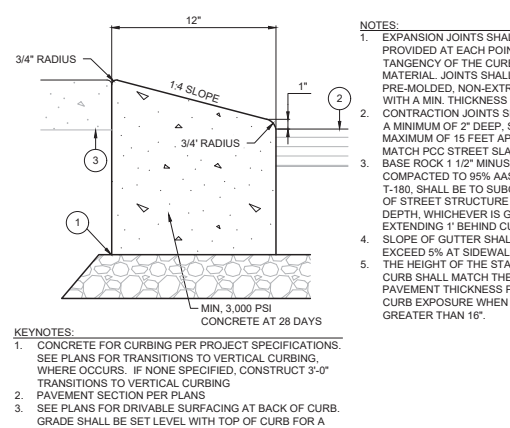 12"
3/4" RADIUS
1:4 SLOPE
1"
2
3/4' RADIUS
3
1
MIN, 3,000 PSI
CONCRETE AT 28 DAYS
KEYNOTES:
1. CONCRETE FOR CURBING PER PROJECT SPECIFICATIONS.
SEE PLANS FOR TRANSITIONS TO VERTICAL CURBING,
WHERE OCCURS. IF NONE SPECIFIED, CONSTRUCT 3'-0"
TRANSITIONS TO VERTICAL CURBING
2. PAVEMENT SECTION PER PLANS
3. SEE PLANS FOR DRIVABLE SURFACING AT BACK OF CURB.
GRADE SHALL BE SET LEVEL WITH TOP OF CURB FOR A
NOTES:
1. EXPANSION JOINTS SHAL
PROVIDED AT EACH POIN
TANGENCY OF THE CURB
MATERIAL. JOINTS SHALL
PRE-MOLDED, NON-EXTR
WITH A MIN. THICKNESS
2. CONTRACTION JOINTS S
A MINIMUM OF 2" DEEP, S
MAXIMUM OF 15 FEET AP
MATCH PCC STREET SLA
3. BASE ROCK 1 1/2" MINUS
COMPACTED TO 95% AAS
T-180, SHALL BE TO SUBG
OF STREET STRUCTURE
DEPTH, WHICHEVER IS G
EXTENDING 1' BEHIND CU
4. SLOPE OF GUTTER SHAL
EXCEED 5% AT SIDEWAL
5. THE HEIGHT OF THE STA
CURB SHALL MATCH THE
PAVEMENT THICKNESS P
CURB EXPOSURE WHEN
GREATER THAN 16".